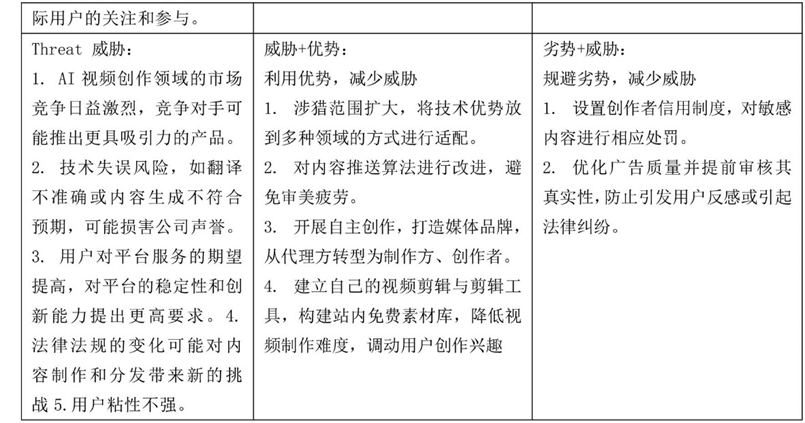 际用户的关注和参与。
Threat 威胁：
1. AI 视频创作领域的市场
竞争日益激烈，竞争对手可
能推出更具吸引力的产品。
2. 技术失误风险，如翻译
不准确或内容生成不符合
预期，可能损害公司声誉。
3. 用户对平台服务的期望
提高，对平台的稳定性和创
新能力提出更高要求。4.
法律法规的变化可能对内
容制作和分发带来新的挑
战 5.用户粘性不强。
威胁+优势：
利用优势，减少威胁
1. 涉猎范围扩大，将技术优势放
到多种领域的方式进行适配。
2. 对内容推送算法进行改进，避
免审美疲劳。
3. 开展自主创作，打造媒体品牌，
从代理方转型为制作方、创作者。
4. 建立自己的视频剪辑与剪辑工
具，构建站内免费素材库，降低视
频制作难度，调动用户创作兴趣
劣势+威胁：
规避劣势，减少威胁
1. 设置创作者信用制度，对敏感
内容进行相应处罚。
2. 优化广告质量并提前审核其
真实性，防止引发用户反感或引起
法律纠纷。